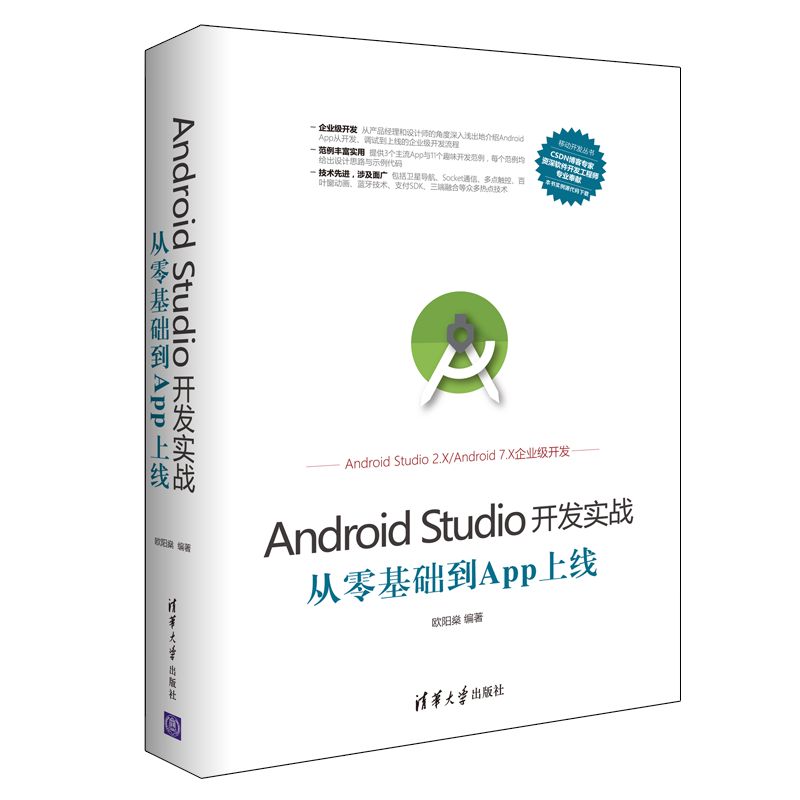 Android Studio 开发实战
从零基础到App上线
欧阳燊 编著
清华大学出版社
— 企业级开发 从产品经理和设计师的角度深入浅出地介绍Android
App从开发、调试到上线的企业级开发流程
— 范例丰富实用 提供3个主流App与11个趣味开发范例，每个范例均
给出设计思路与示例代码
— 技术先进，涉及面广 包括卫星导航、Socket通信、多点触控、百
叶窗动画、蓝牙技术、支付SDK、三端融合等众多热点技术
移动开发丛书
CSDN博客专家
资深软件开发工程师
专业奉献
本书实例源代码下载
Android Studio 2.X/Android 7.X企业级开发
Android Studio 开发实战
从零基础到App上线
欧阳燊 编著
清华大学出版社